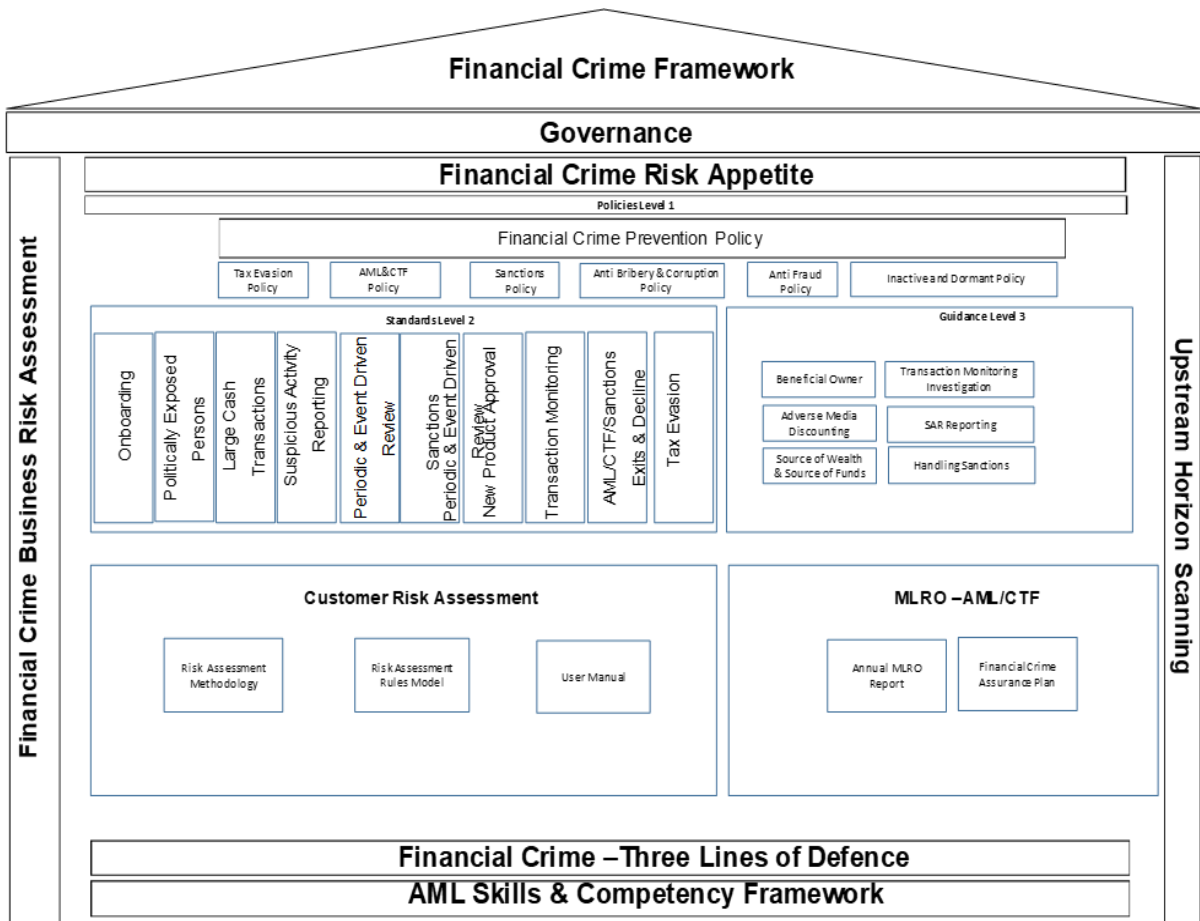 Financial Crime Framework
Governance
Financial Crime Business Risk Assessment
Financial Crime Risk Appetite
Policies Level 1
Financial Crime Prevention Policy
Tax Evasion
Policy
AML&CTF
Policy
Sanctions
Policy
Anti Bribery & Corruption
Policy
Anti Fraud
Policy
Inactive and Dormant Policy
Standards Level 2
Onboarding
Politically Exposed
Persons
Large Cash
Transactions
Suspicious Activity
Reporting
Periodic & Event Driven
Review
Sanctions
Periodic & Event Driven
Review
New Product Approval
Transaction Monitoring
AML/CTF/Sanctions
Exits & Decline
Tax Evasion
Guidance Level 3
Beneficial Owner
Transaction Monitoring
Investigation
Adverse Media
Discounting
SAR Reporting
Source of Wealth
& Source of Funds
Handling Sanctions
Upstream Horizon Scanning
Customer Risk Assessment
Risk Assessment
Methodology
Risk Assessment
Rules Model
User Manual
MLRO –AML/CTF
Annual MLRO
Report
Financial Crime
Assurance Plan
Financial Crime –Three Lines of Defence
AML Skills & Competency Framework